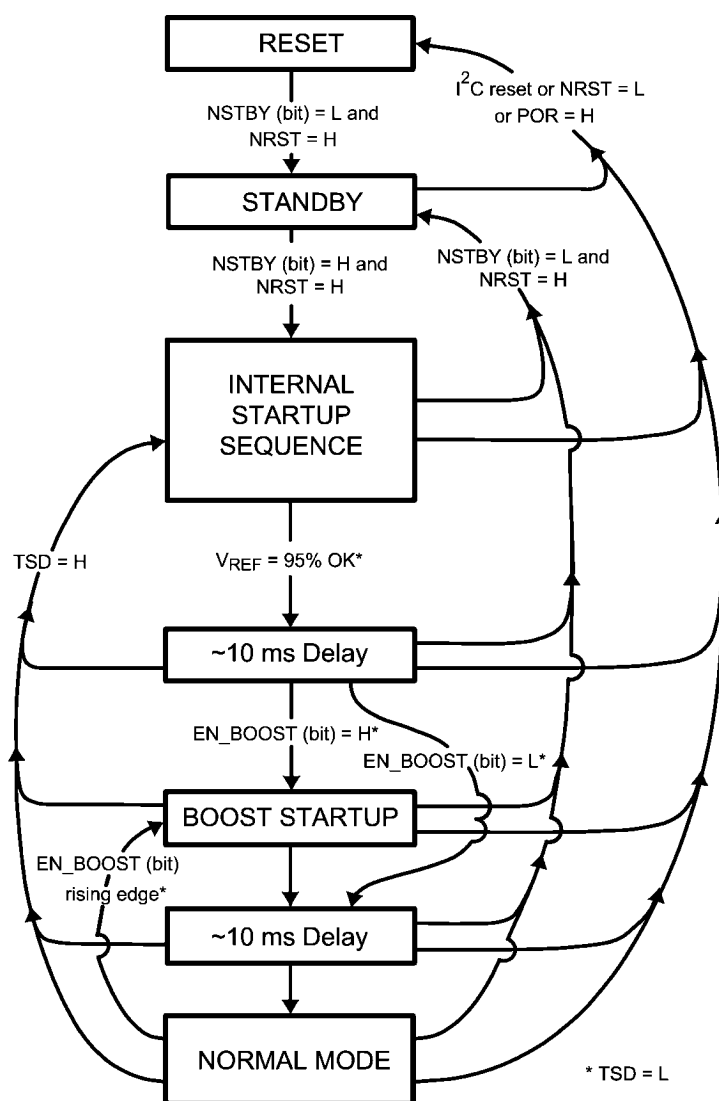 RESET
I²C reset or NRST = L
or POR = H
NSTBY (bit) = L and
NRST = H
STANDBY
NSTBY (bit) = H and
NRST = H
NSTBY (bit) = L and
NRST = H
INTERNAL
STARTUP
SEQUENCE
TSD = H
VREF = 95% OK*
~10 ms Delay
EN_BOOST (bit) = H*
EN_BOOST (bit) = L*
BOOST STARTUP
EN_BOOST (bit)
rising edge*
~10 ms Delay
NORMAL MODE
* TSD = L